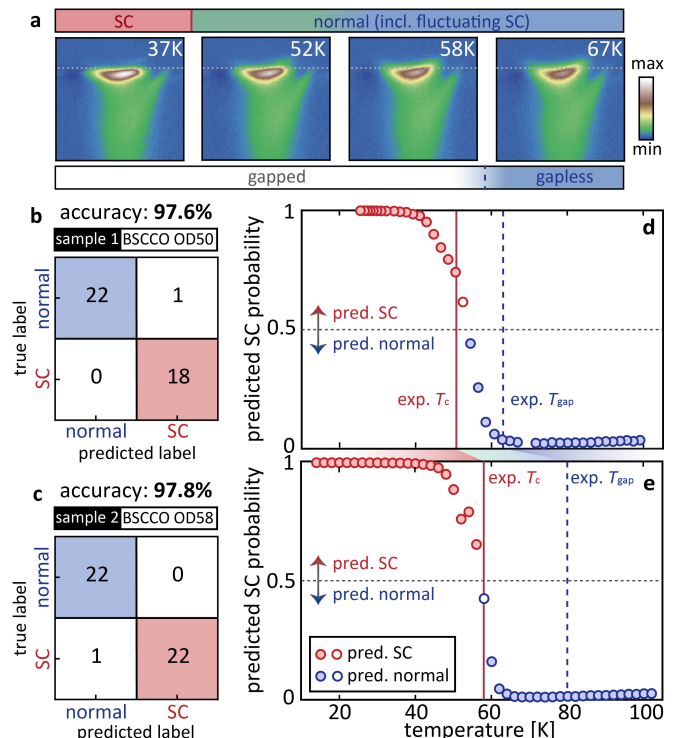 a
SC normal (incl. fluctuating SC)
37K 52K 58K 67K
max
min
gapped gapless
b accuracy: 97.6%
sample 1 BSCCO OD50
true label
normal
SC
22 1
0 18
normal SC
predicted label
c accuracy: 97.8%
sample 2 BSCCO OD58
true label
normal
SC
22 0
1 22
normal SC
predicted label
d
predicted SC probability
1
0.5
0
pred. SC
pred. normal
exp. Tc
exp. Tgap
e
predicted SC probability
1
0.5
0
exp. Tc
exp. Tgap
pred. SC
pred. normal
pred. SC
pred. normal
20 40 60 80 100
temperature [K]